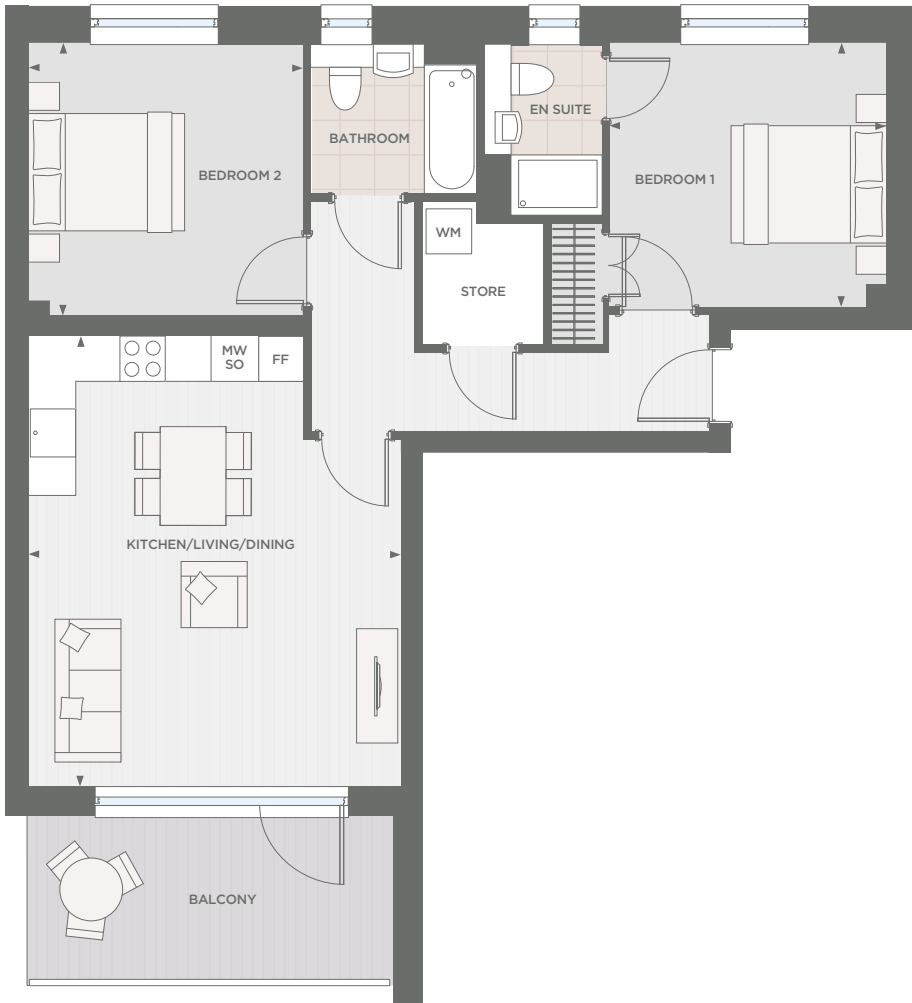 EN SUITE
BATHROOM
BEDROOM 2
BEDROOM 1
WM
STORE
MW
SO
FF
KITCHEN/LIVING/DINING
BALCONY